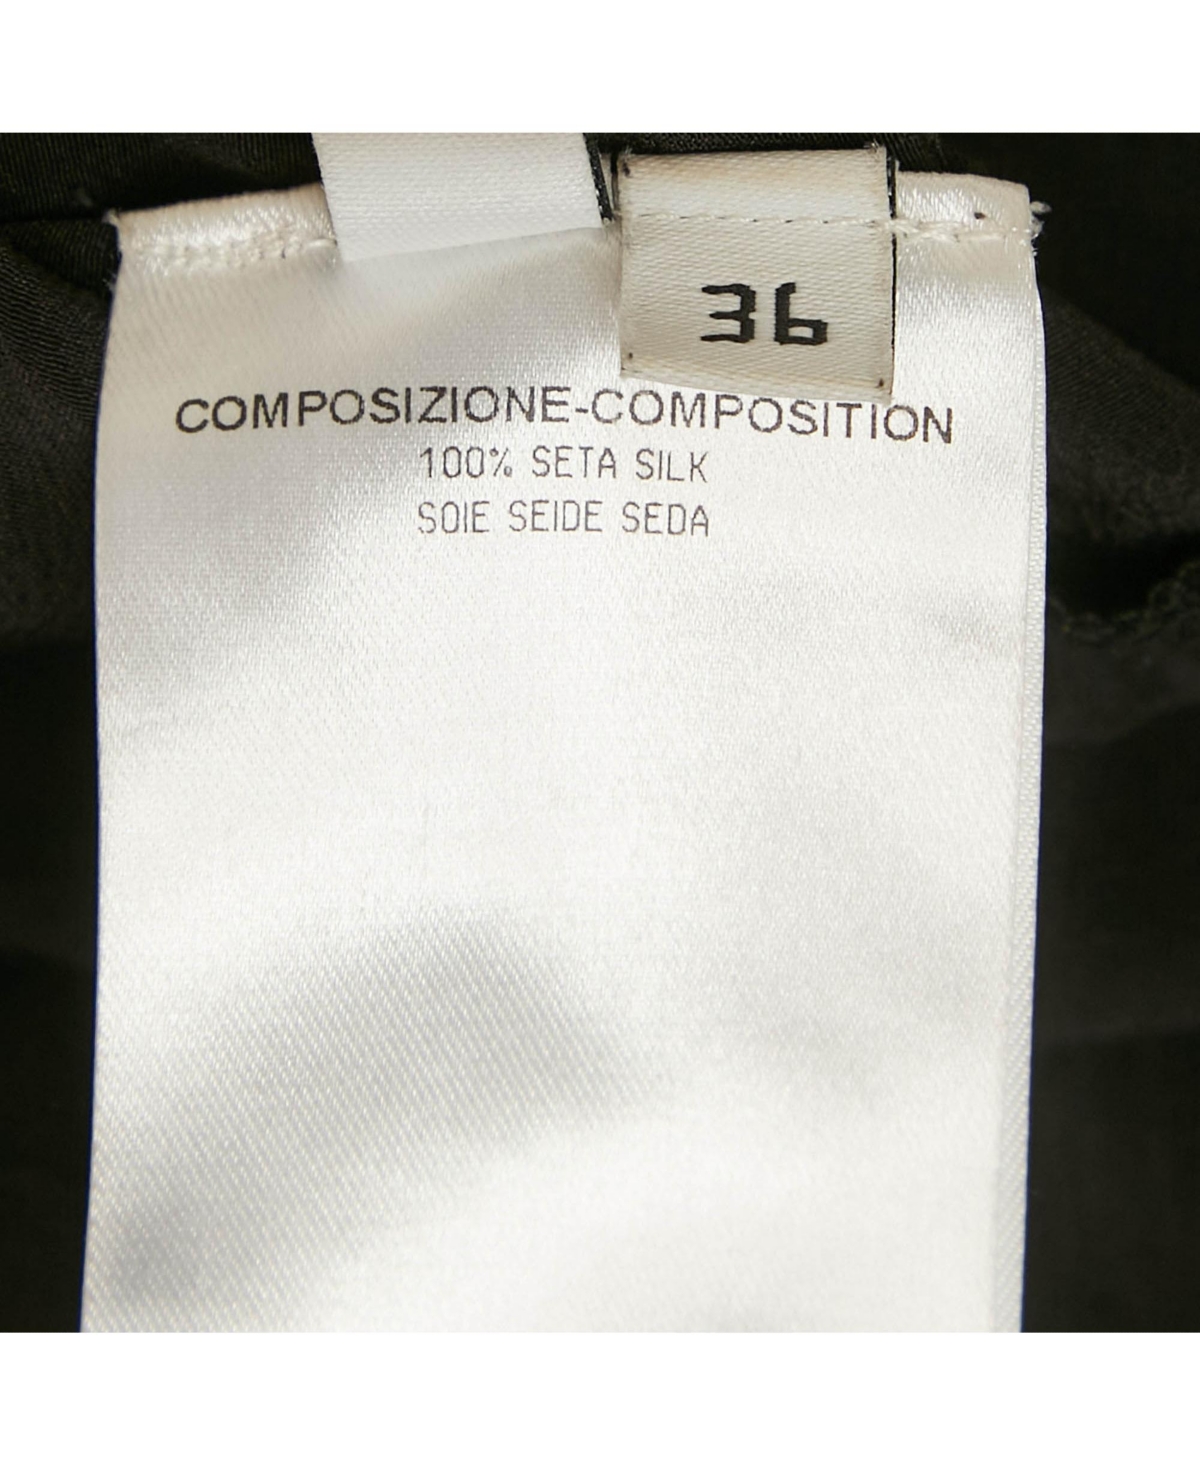 36
COMPOSIZIONE-COMPOSITION
100% SETA SILK
SOIE SEIDE SEDA